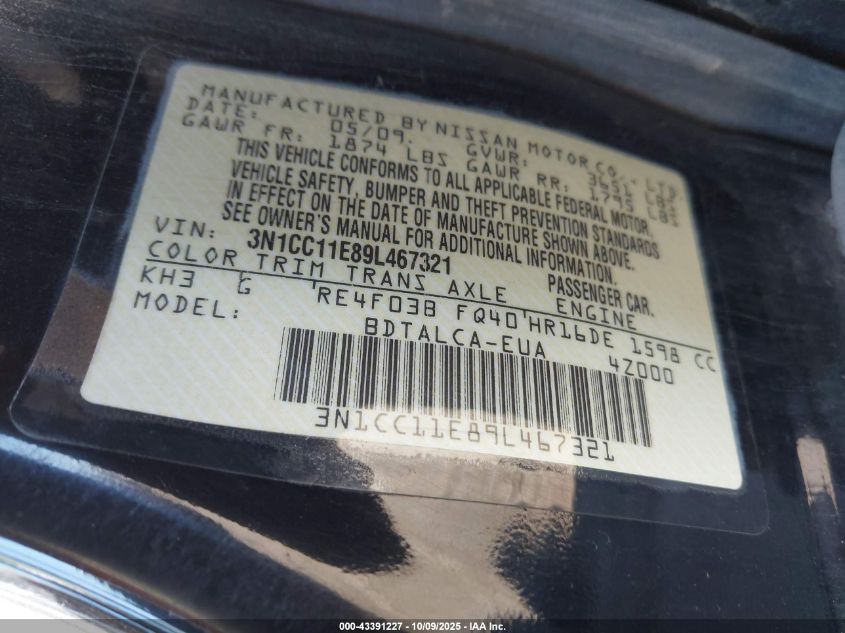 MANUFACTURED BY NISSAN MOTOR CO., LTD
DATE: 05/09. GVWR: 3651 LBS
GAWR FR: 1874 LBS GAWR RR: 1795 LBS
THIS VEHICLE CONFORMS TO ALL APPLICABLE FEDERAL MOTOR
VEHICLE SAFETY, BUMPER AND THEFT PREVENTION STANDARDS
IN EFFECT ON THE DATE OF MANUFACTURE SHOWN ABOVE.
SEE OWNER'S MANUAL FOR ADDITIONAL INFORMATION.
VIN: 3N1CC11E89L467321 PASSENGER CAR.
COLOR TRIM TRANS AXLE ENGINE
KH3 G RE4F03B FQ40 HR16DE 1598 CC
MODEL: BDTALCA-EUA 4Z000
3N1CC11E89L467321
000-43391227 - 10/09/2025 - IAA Inc.